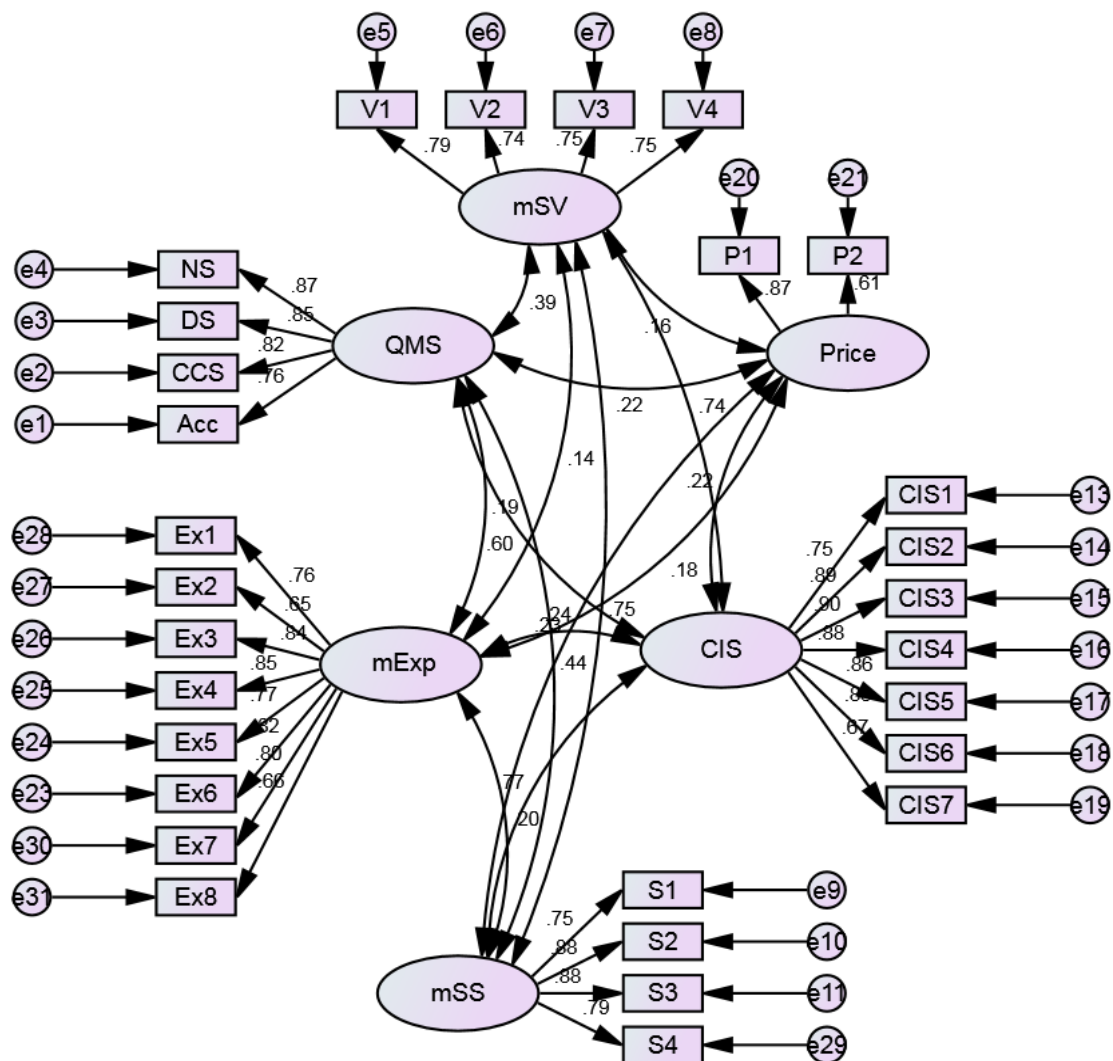 e5 e6 e7 e8
V1 V2 V3 V4
.79 .74 .75 .75
mSV
e20 e21
P1 P2
.87 .61
Price
e4 NS .87
e3 DS .85
e2 CCS .82
e1 Acc .76
QMS
.39
.16
.22
.74
.14
.22
.19
.60
.18
.24
.23
.75
.44
.77
.20
e28 Ex1 .76
e27 Ex2 .65
e26 Ex3 .84
e25 Ex4 .85
e24 Ex5 .77
e23 Ex6 .82
e30 Ex7 .80
e31 Ex8 .66
mExp
CIS
.75 CIS1 e13
.89 CIS2 e14
.90 CIS3 e15
.88 CIS4 e16
.86 CIS5 e17
CIS6 e18
.67 CIS7 e19
mSS
.75 S1 e9
.88 S2 e10
.88 S3 e11
.79 S4 e29